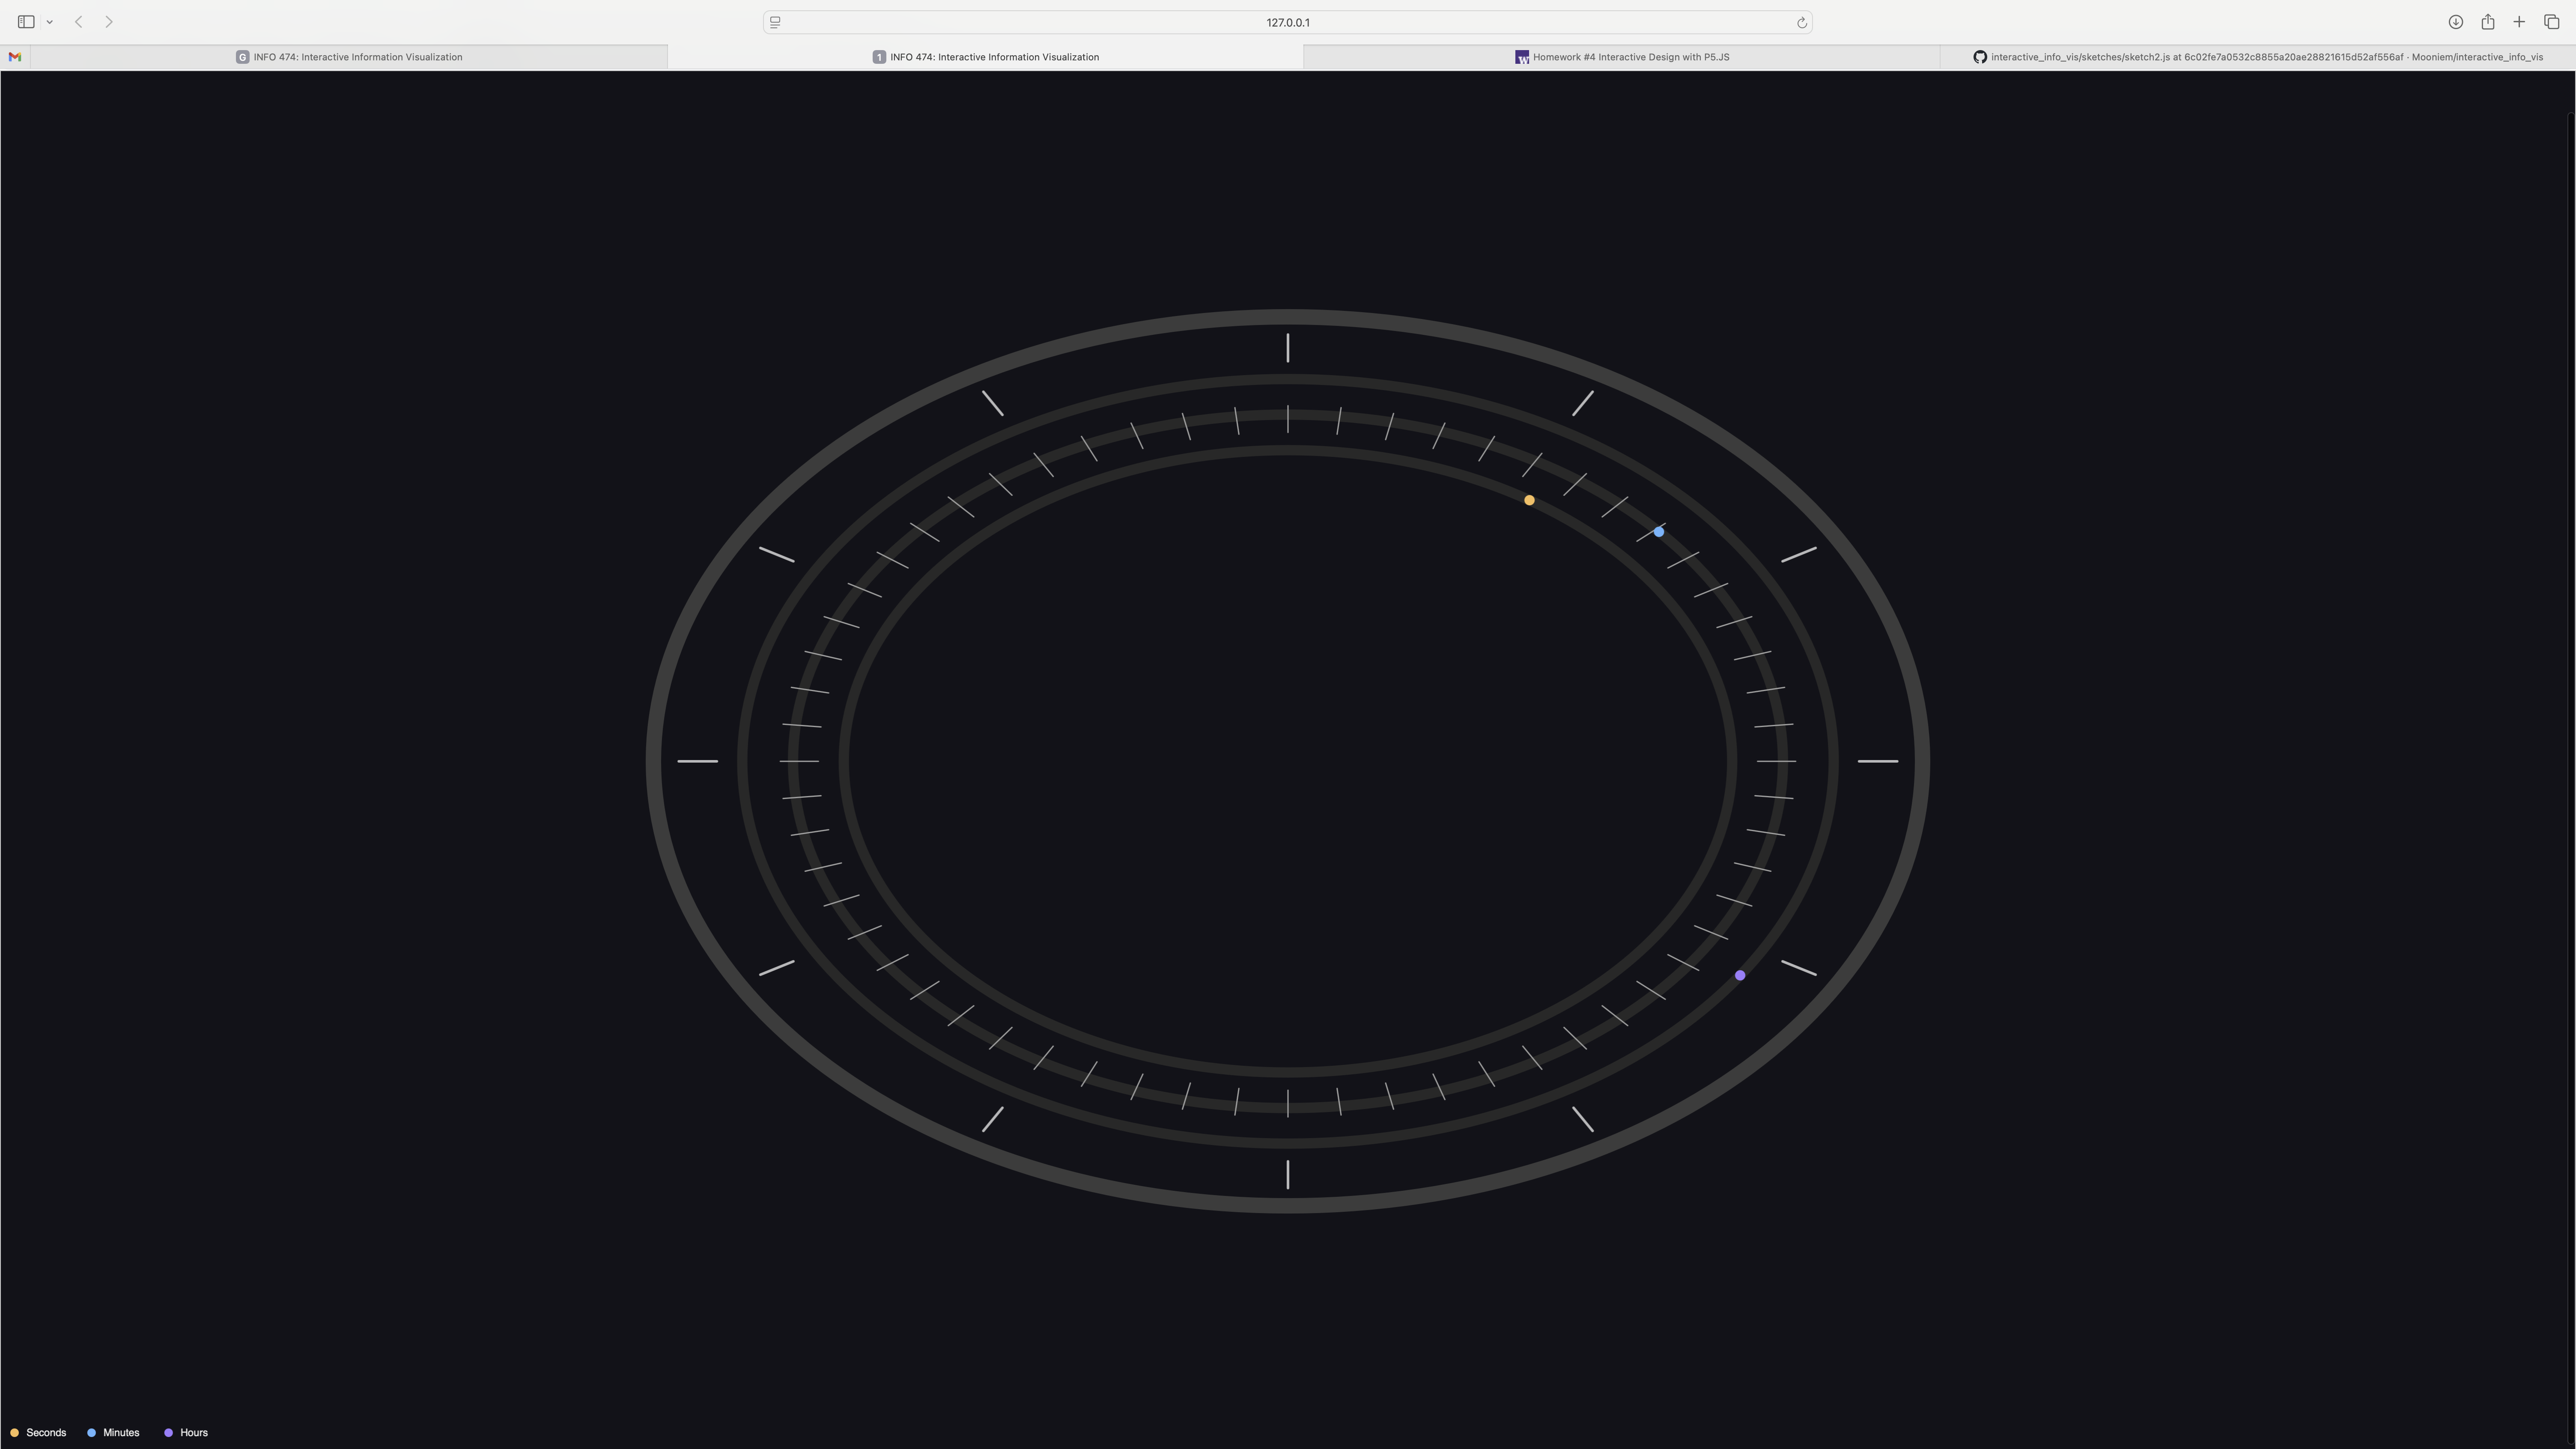 127.0.0.1
G INFO 474: Interactive Information Visualization
1 INFO 474: Interactive Information Visualization
W Homework #4 Interactive Design with P5.JS
interactive_info_vis/sketches/sketch2.js at 6c02fe7a0532c8855a20ae28821615d52af556af · Mooniem/interactive_info_vis
Seconds Minutes Hours